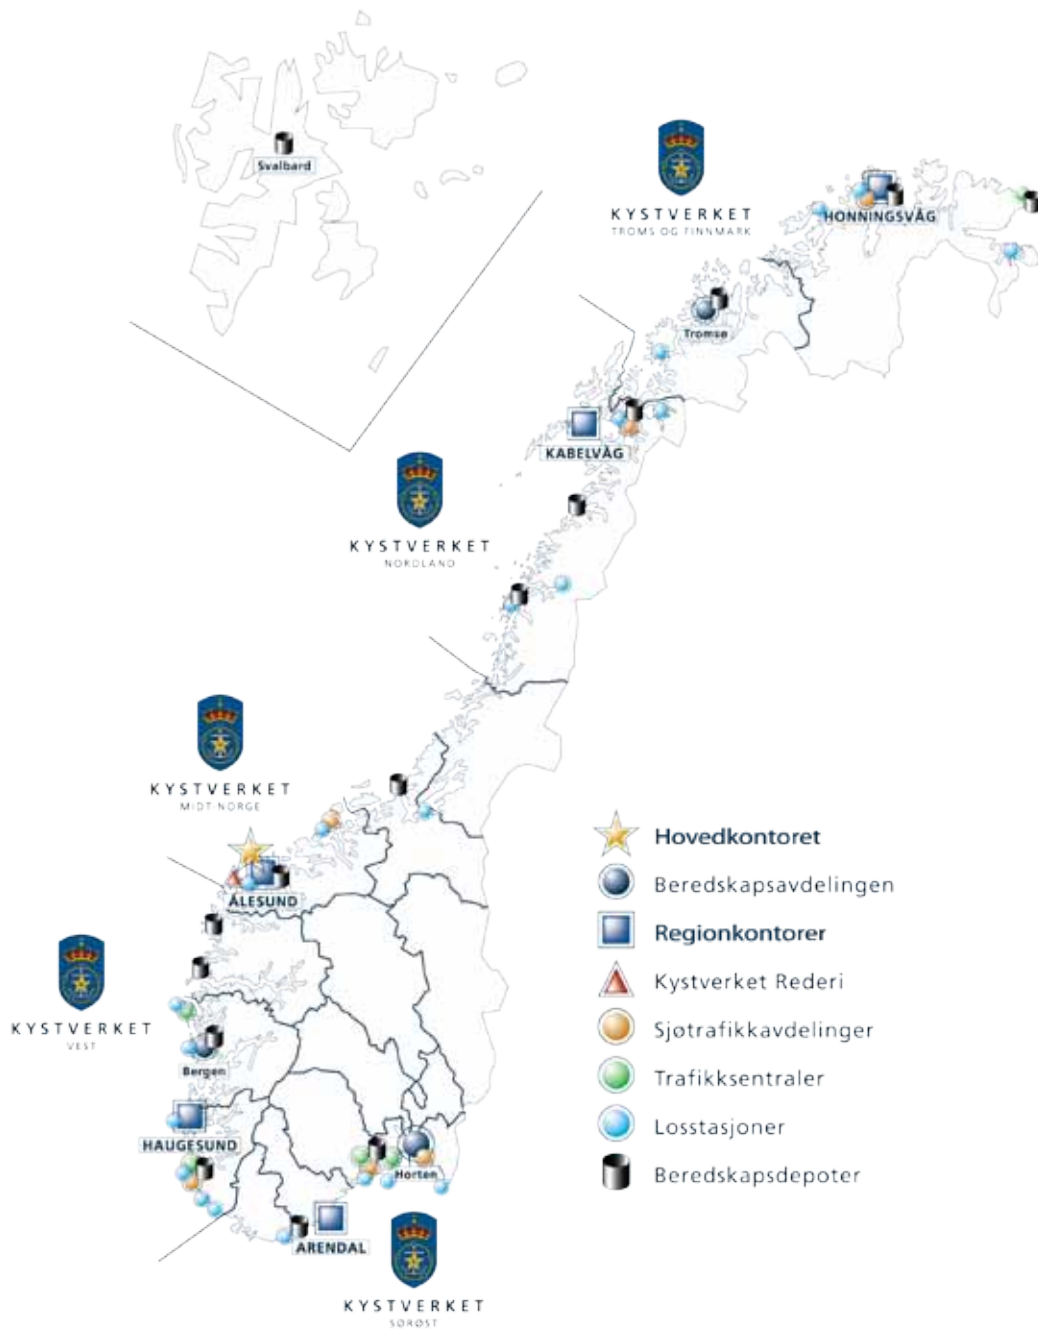 Svalbard
KYSTVERKET
TROMS OG FINNMARK
HONNINGSVÅG
Tromsø
KABELVÅG
KYSTVERKET
NORDLAND
KYSTVERKET
MIDT-NORGE
ÅLESUND
KYSTVERKET
VEST
Bergen
HAUGESUND
Horten
ARENDAL
KYSTVERKET
SØRØST
Hovedkontoret
Beredskapsavdelingen
Regionkontorer
Kystverket Rederi
Sjøtrafikkavdelinger
Trafikksentraler
Losstasjoner
Beredskapsdepoter